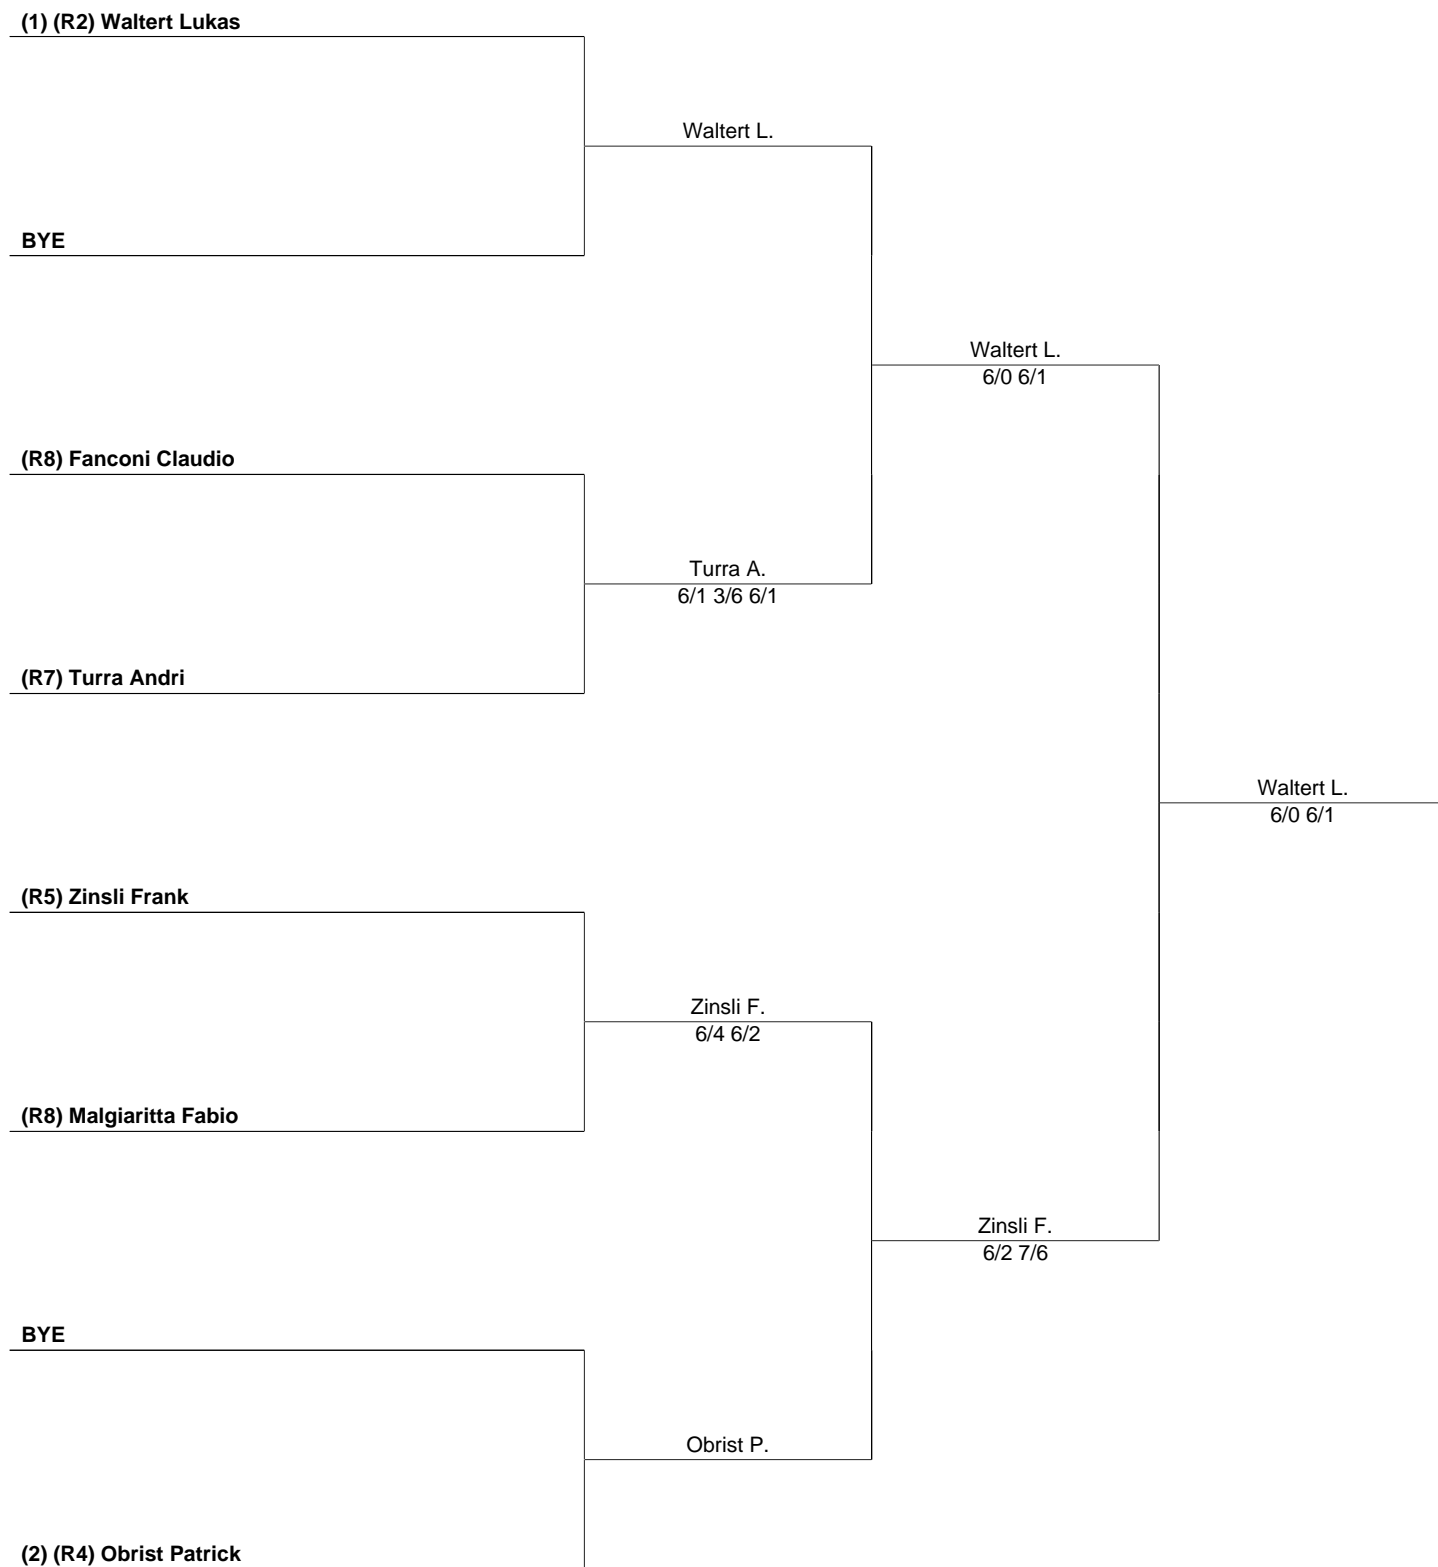 (1) (R2) Waltert Lukas
Waltert L.
BYE
Waltert L.
6/0 6/1
(R8) Fanconi Claudio
Turra A.
6/1 3/6 6/1
(R7) Turra Andri
Waltert L.
6/0 6/1
(R5) Zinsli Frank
Zinsli F.
6/4 6/2
(R8) Malgiaritta Fabio
Zinsli F.
6/2 7/6
BYE
Obrist P.
(2) (R4) Obrist Patrick